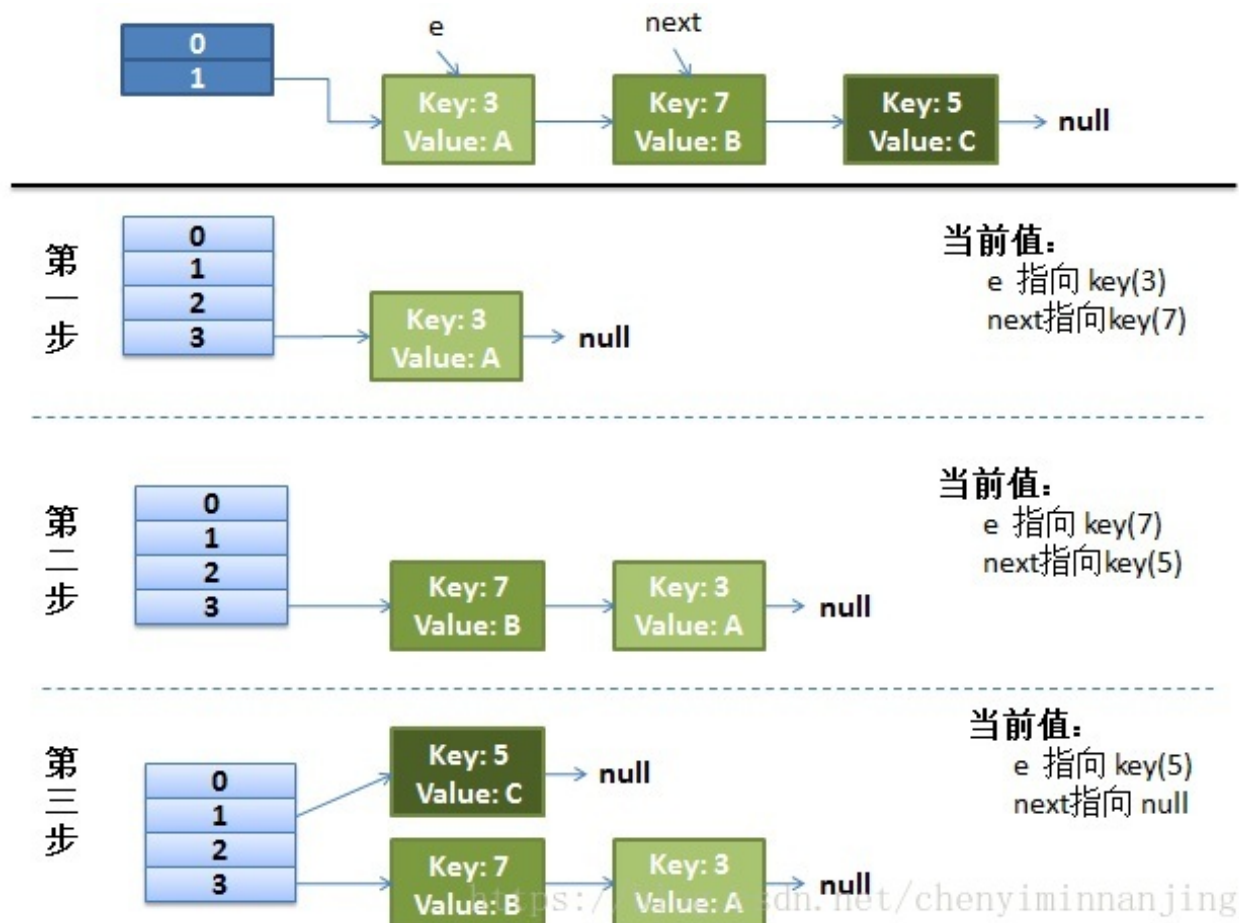 e
next
0
1
Key: 3
Value: A
Key: 7
Value: B
Key: 5
Value: C
null
第一步
0
1
2
3
Key: 3
Value: A
null
当前值：
e 指向 key(3)
next指向key(7)
第二步
0
1
2
3
Key: 7
Value: B
Key: 3
Value: A
null
当前值：
e 指向 key(7)
next指向key(5)
第三步
0
1
2
3
Key: 5
Value: C
null
Key: 7
Value: B
Key: 3
Value: A
null
当前值：
e 指向 key(5)
next指向 null